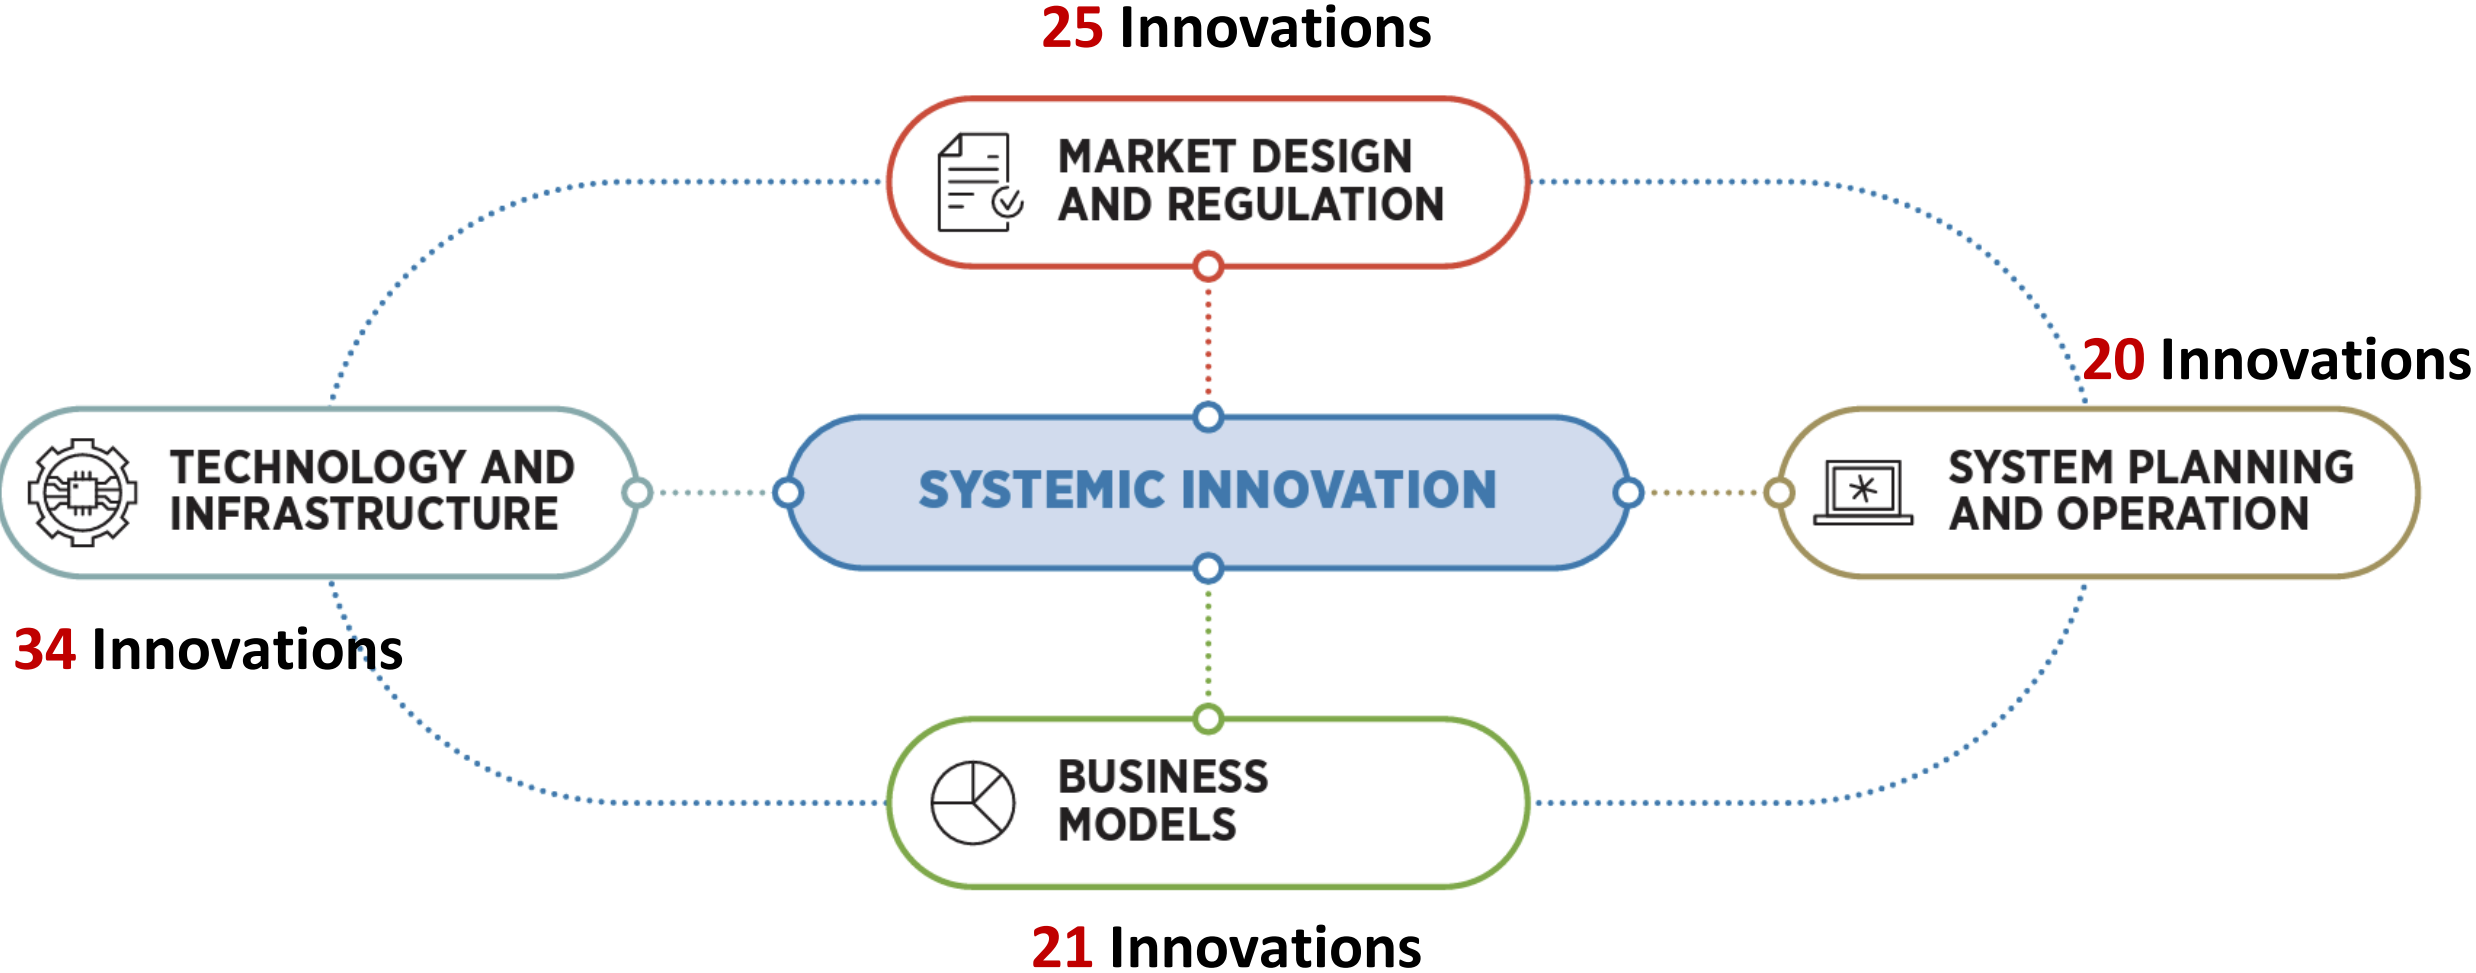 25 Innovations
MARKET DESIGN
AND REGULATION
20 Innovations
TECHNOLOGY AND
INFRASTRUCTURE
SYSTEMIC INNOVATION
SYSTEM PLANNING
AND OPERATION
34 Innovations
BUSINESS
MODELS
21 Innovations